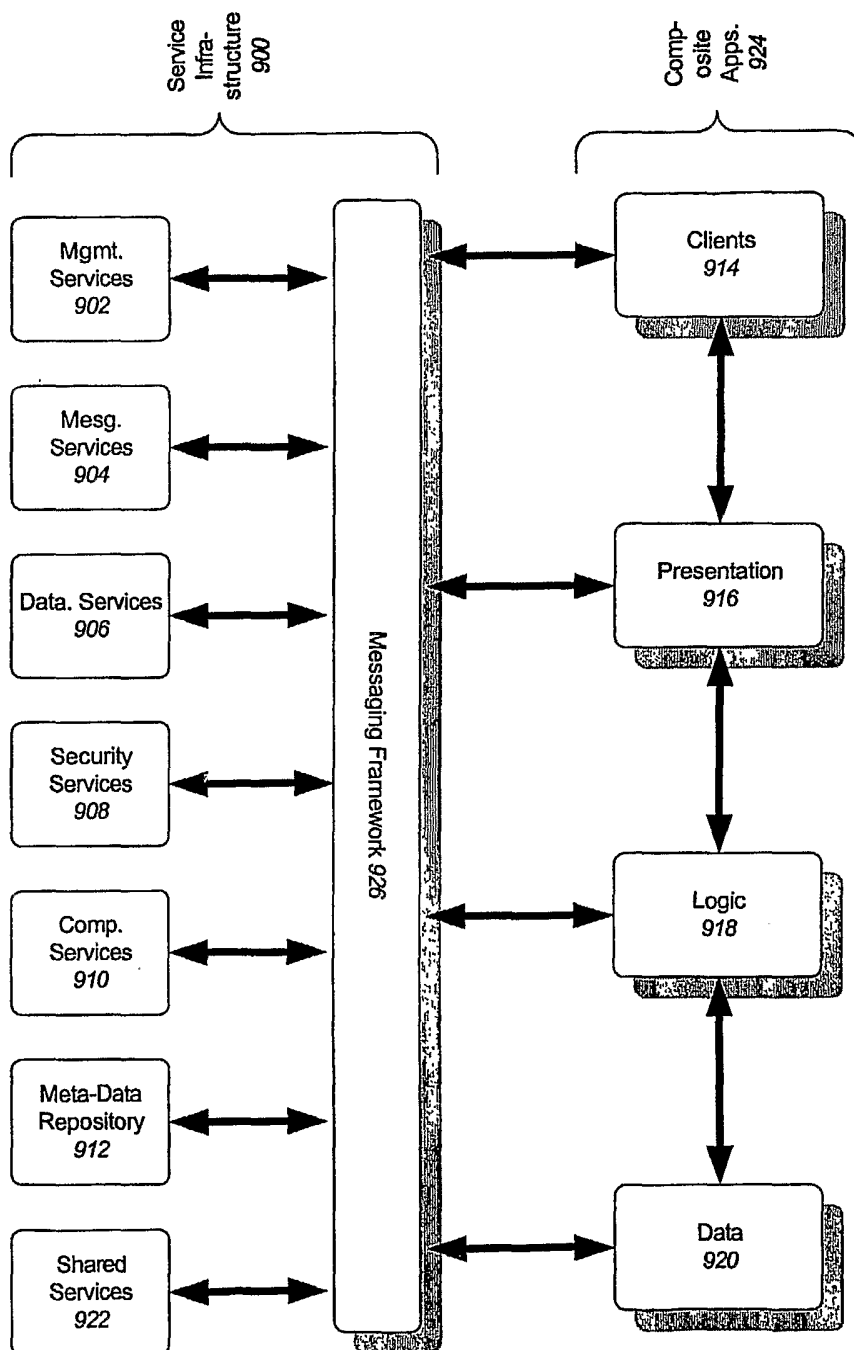 Service
Infra-
structure
900
Comp-
osite
Apps.
924
Mgmt.
Services
902
Mesg.
Services
904
Data. Services
906
Security
Services
908
Comp.
Services
910
Meta-Data
Repository
912
Shared
Services
922
Messaging Framework 926
Clients
914
Presentation
916
Logic
918
Data
920